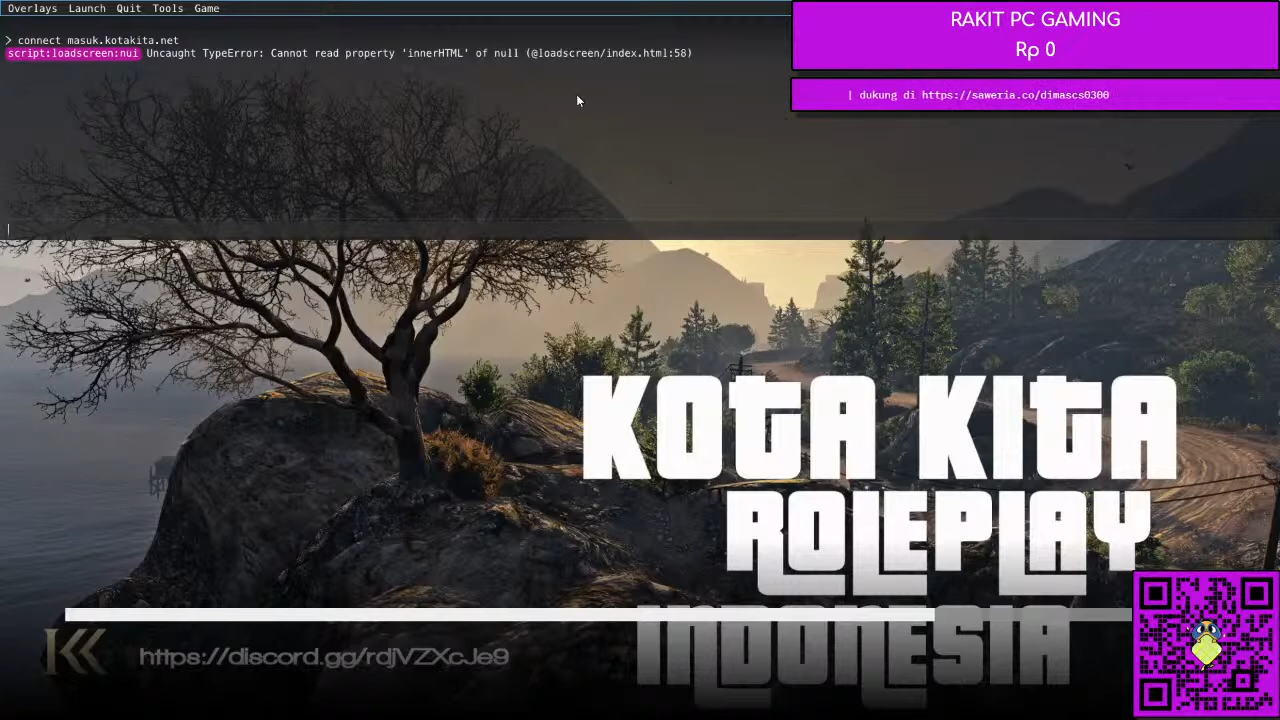 Overlays Launch Quit Tools Game
> connect masuk.kotakita.net
script:loadscreen:nui Uncaught TypeError: Cannot read property 'innerHTML' of null (@loadscreen/index.html:58)
RAKIT PC GAMING
Rp 0
| dukung di https://saweria.co/dimascs0300
KOTA KITA
ROLEPLAY
INDONESIA
KK
https://discord.gg/rdjVZXcJe9